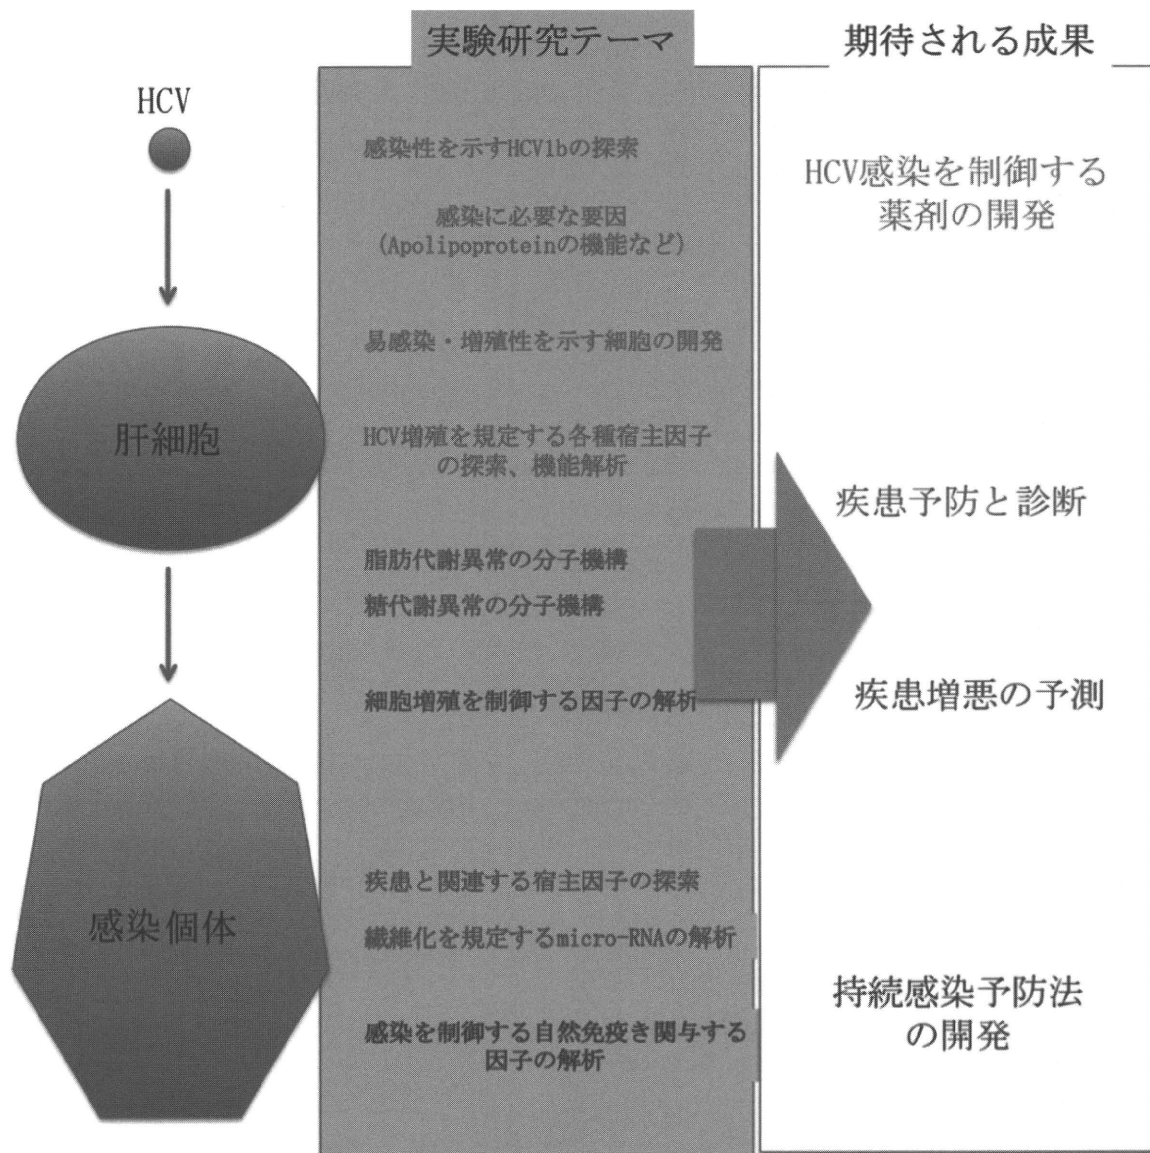 実験研究テーマ
期待される成果
HCV
肝細胞
感染個体
感染性を示すHCV1bの探索
感染に必要な要因
(Apolipoproteinの機能など)
易感染・増殖性を示す細胞の開発
HCV増殖を規定する各種宿主因子
の探索、機能解析
脂肪代謝異常の分子機構
糖代謝異常の分子機構
細胞増殖を制御する因子の解析
疾患と関連する宿主因子の探索
繊維化を規定するmicro-RNAの解析
感染を制御する自然免疫き関与する
因子の解析
HCV感染を制御する
薬剤の開発
疾患予防と診断
疾患増悪の予測
持続感染予防法
の開発